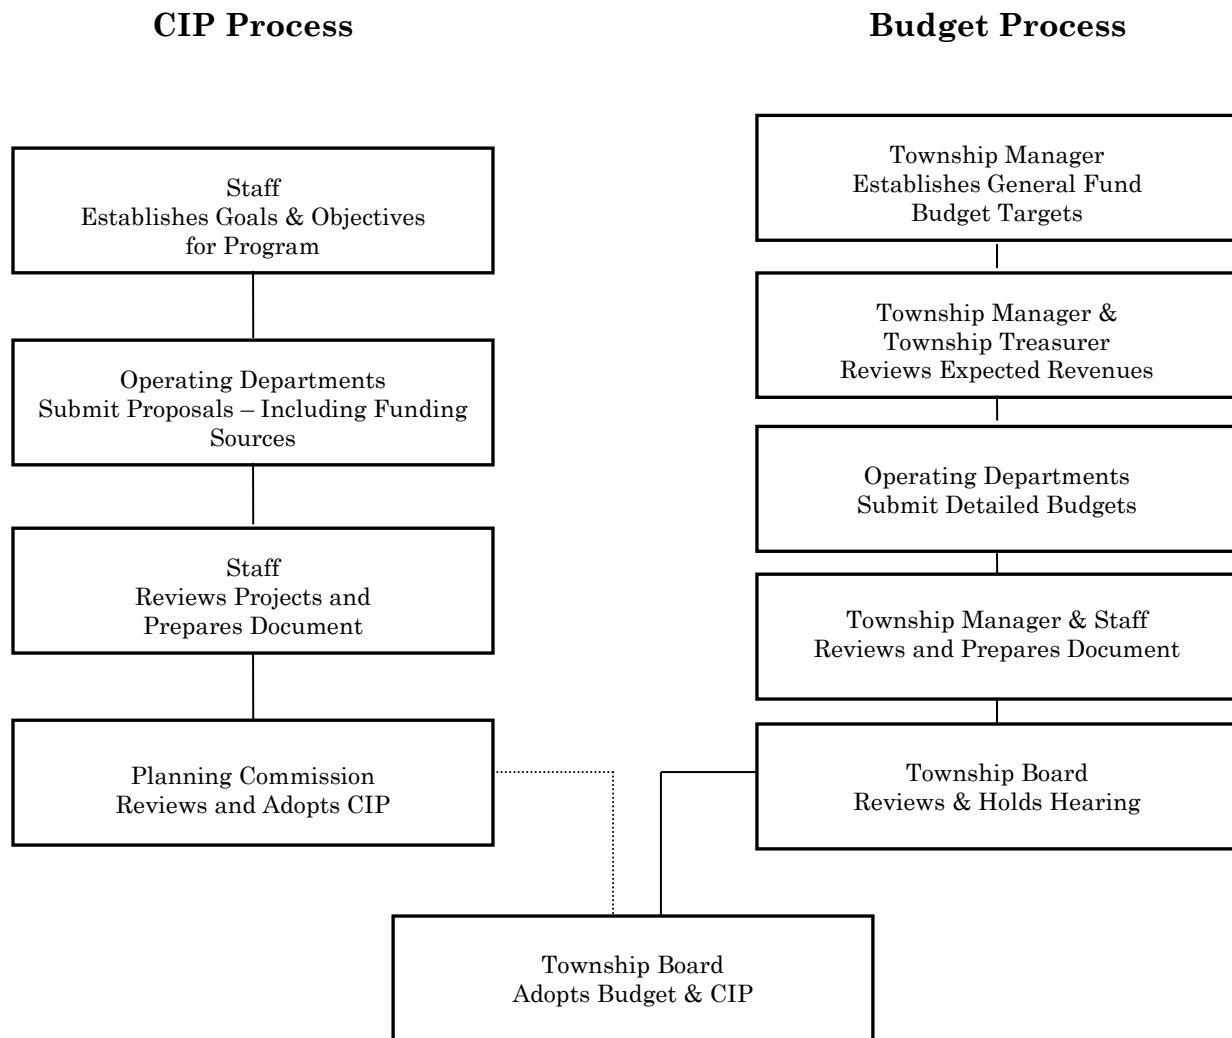 CIP Process
Budget Process
Staff
Establishes Goals & Objectives
for Program
Operating Departments
Submit Proposals – Including Funding
Sources
Staff
Reviews Projects and
Prepares Document
Planning Commission
Reviews and Adopts CIP
Township Manager
Establishes General Fund
Budget Targets
Township Manager &
Township Treasurer
Reviews Expected Revenues
Operating Departments
Submit Detailed Budgets
Township Manager & Staff
Reviews and Prepares Document
Township Board
Reviews & Holds Hearing
Township Board
Adopts Budget & CIP